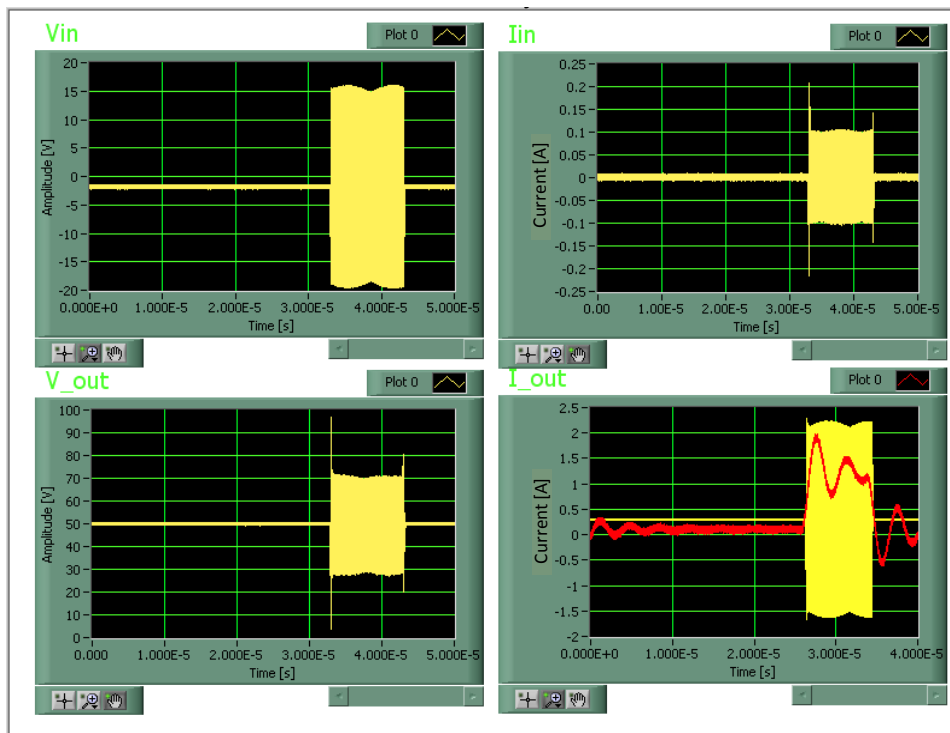 Vin
Plot 0
Amplitude [V]
20
15
10
5
0
-5
-10
-15
-20
0.000E+0 1.000E-5 2.000E-5 3.000E-5 4.000E-5 5.000E-5
Time [s]
Iin
Plot 0
Current [A]
0.25
0.2
0.15
0.1
0.05
0
-0.05
-0.1
-0.15
-0.2
-0.25
0.00 1.00E-5 2.00E-5 3.00E-5 4.00E-5 5.00E-5
Time [s]
V_out
Plot 0
Amplitude [V]
100
90
80
70
60
50
40
30
20
10
0
0.000 1.000E-5 2.000E-5 3.000E-5 4.000E-5 5.000E-5
Time [s]
I_out
Plot 0
Current [A]
2.5
2
1.5
1
0.5
0
-0.5
-1
-1.5
-2
0.000E+0 1.000E-5 2.000E-5 3.000E-5 4.000E-5
Time [s]